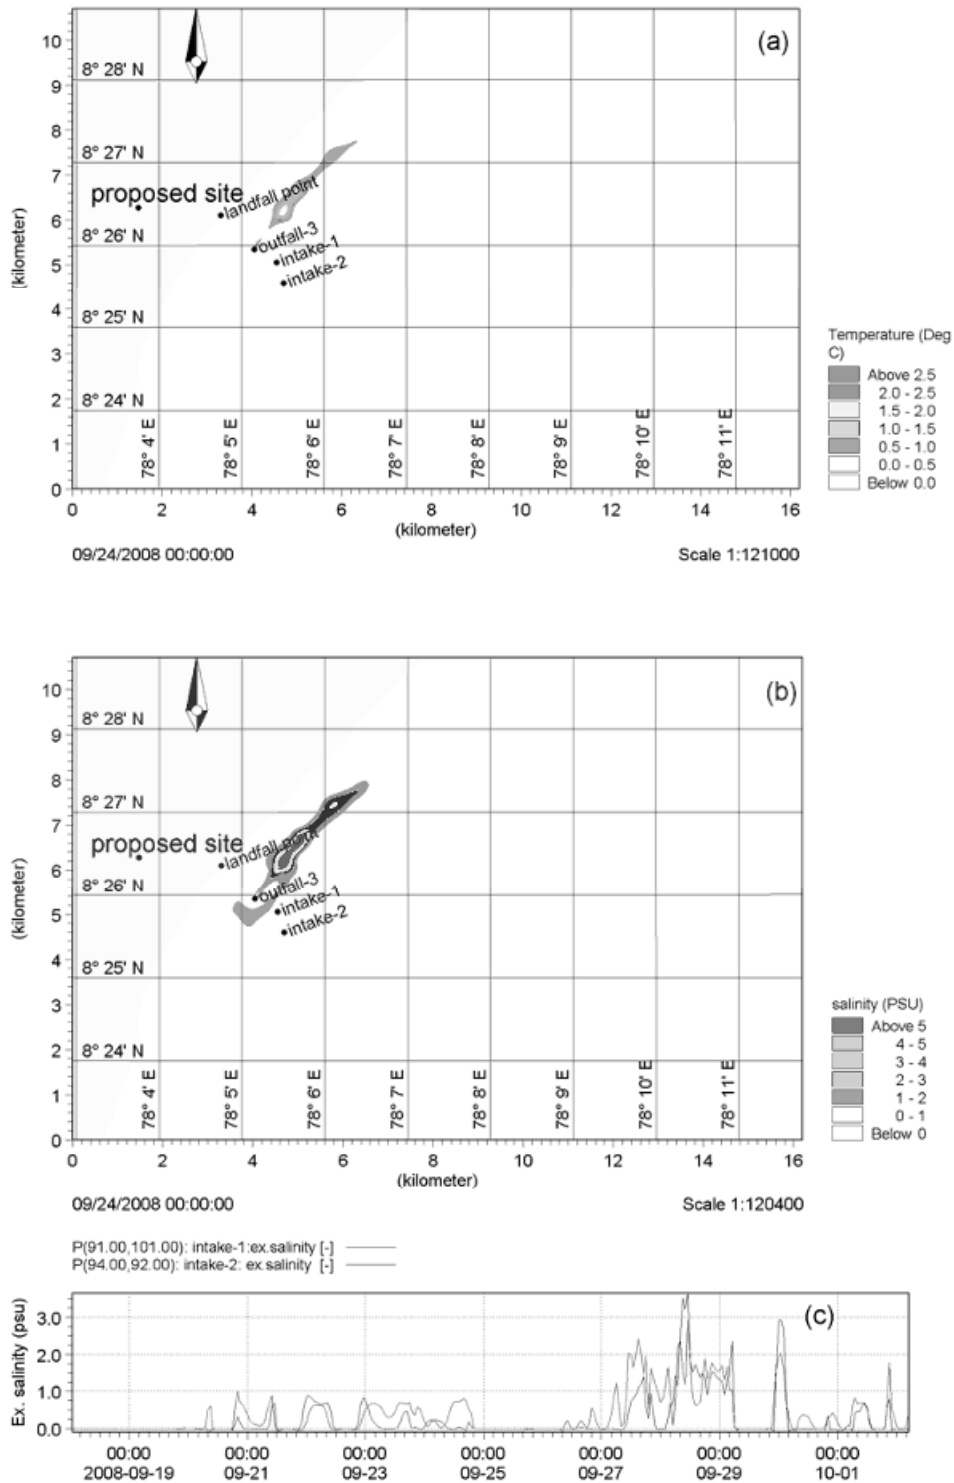 (a)
10
8° 28' N
9
8
8° 27' N
7
proposed site
landfall point
6
8° 26' N
outfall-3
intake-1
5
intake-2
4
8° 25' N
3
2
8° 24' N
1
0
[kilometer)
78° 4' E
78° 5' E
78° 6' E
78° 7' E
78° 8' E
78° 9' E
78° 10' E
78° 11' E
0 2 4 6 8 10 12 14 16
(kilometer)
09/24/2008 00:00:00
Scale 1:121000
Temperature (Deg
C)
Above 2.5
2.0 - 2.5
1.5 - 2.0
1.0 - 1.5
0.5 - 1.0
0.0 - 0.5
Below 0.0
(b)
10
8° 28' N
9
8
8° 27' N
7
proposed site
landfall point
6
8° 26' N
outfall-3
intake-1
5
intake-2
4
8° 25' N
3
2
8° 24' N
1
0
(kilometer)
78° 4' E
78° 5' E
78° 6' E
78° 7' E
78° 8' E
78° 9' E
78° 10' E
78° 11' E
0 2 4 6 8 10 12 14 16
(kilometer)
09/24/2008 00:00:00
Scale 1:120400
salinity (PSU)
Above 5
4 - 5
3 - 4
2 - 3
1 - 2
0 - 1
Below 0
P(91.00,101.00): intake-1:ex.salinity [-]
P(94.00,92.00): intake-2: ex.salinity [-]
(c)
Ex. salinity (psu)
3.0
2.0
1.0
0.0
00:00 00:00 00:00 00:00 00:00 00:00 00:00
2008-09-19 09-21 09-23 09-25 09-27 09-29 10-01